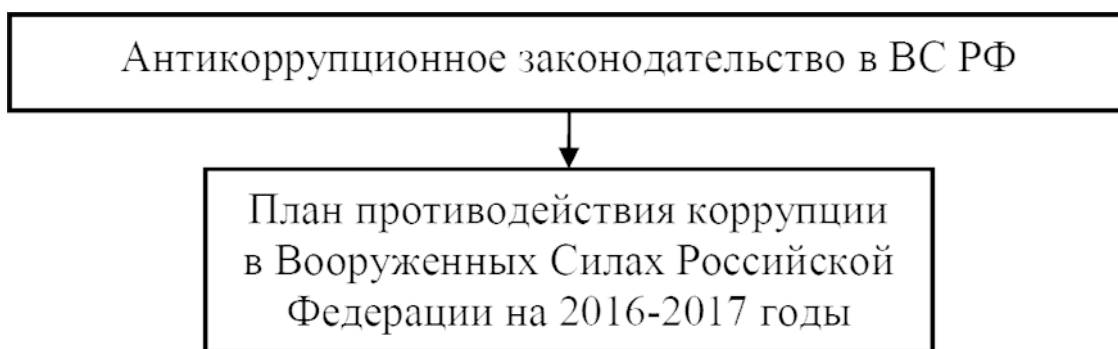 Антикоррупционное законодательство в ВС РФ
План противодействия коррупции
в Вооруженных Силах Российской
Федерации на 2016-2017 годы